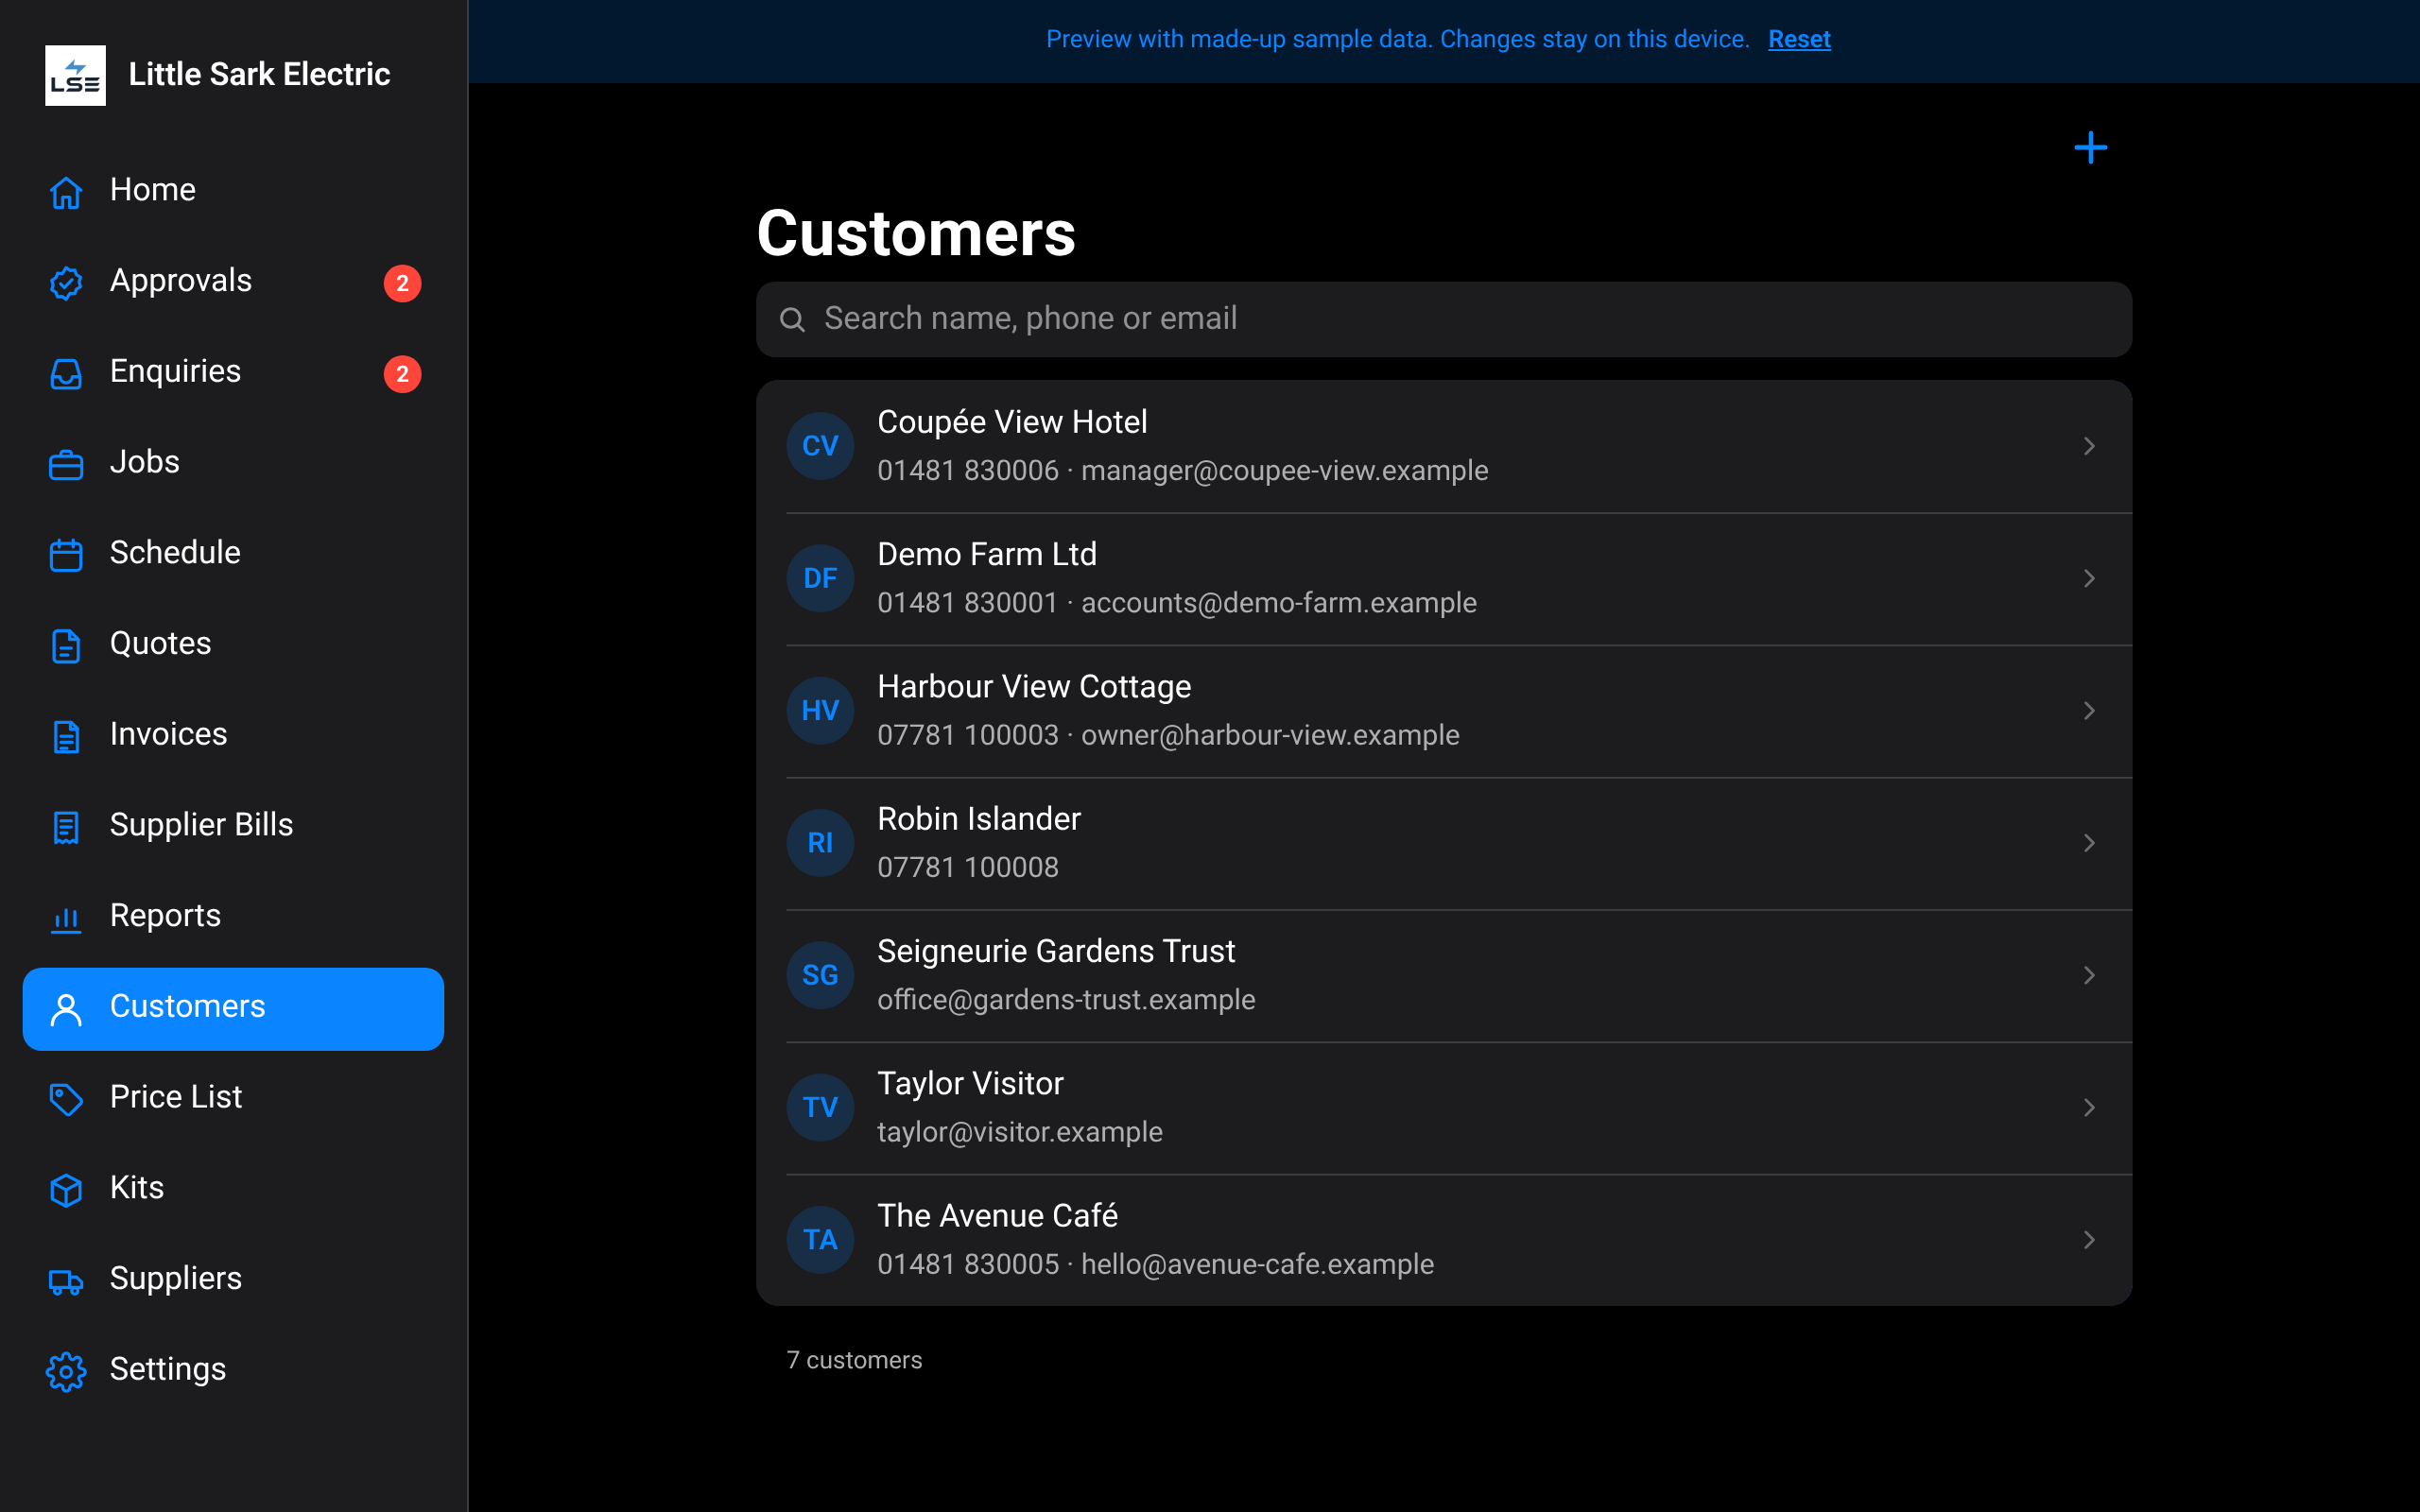 LSE
Little Sark Electric
Home
Approvals 2
Enquiries 2
Jobs
Schedule
Quotes
Invoices
Supplier Bills
Reports
Customers
Price List
Kits
Suppliers
Settings
Preview with made-up sample data. Changes stay on this device. Reset
Customers
Search name, phone or email
CV
Coupée View Hotel
01481 830006 · manager@coupee-view.example
DF
Demo Farm Ltd
01481 830001 · accounts@demo-farm.example
HV
Harbour View Cottage
07781 100003 · owner@harbour-view.example
RI
Robin Islander
07781 100008
SG
Seigneurie Gardens Trust
office@gardens-trust.example
TV
Taylor Visitor
taylor@visitor.example
TA
The Avenue Café
01481 830005 · hello@avenue-cafe.example
7 customers